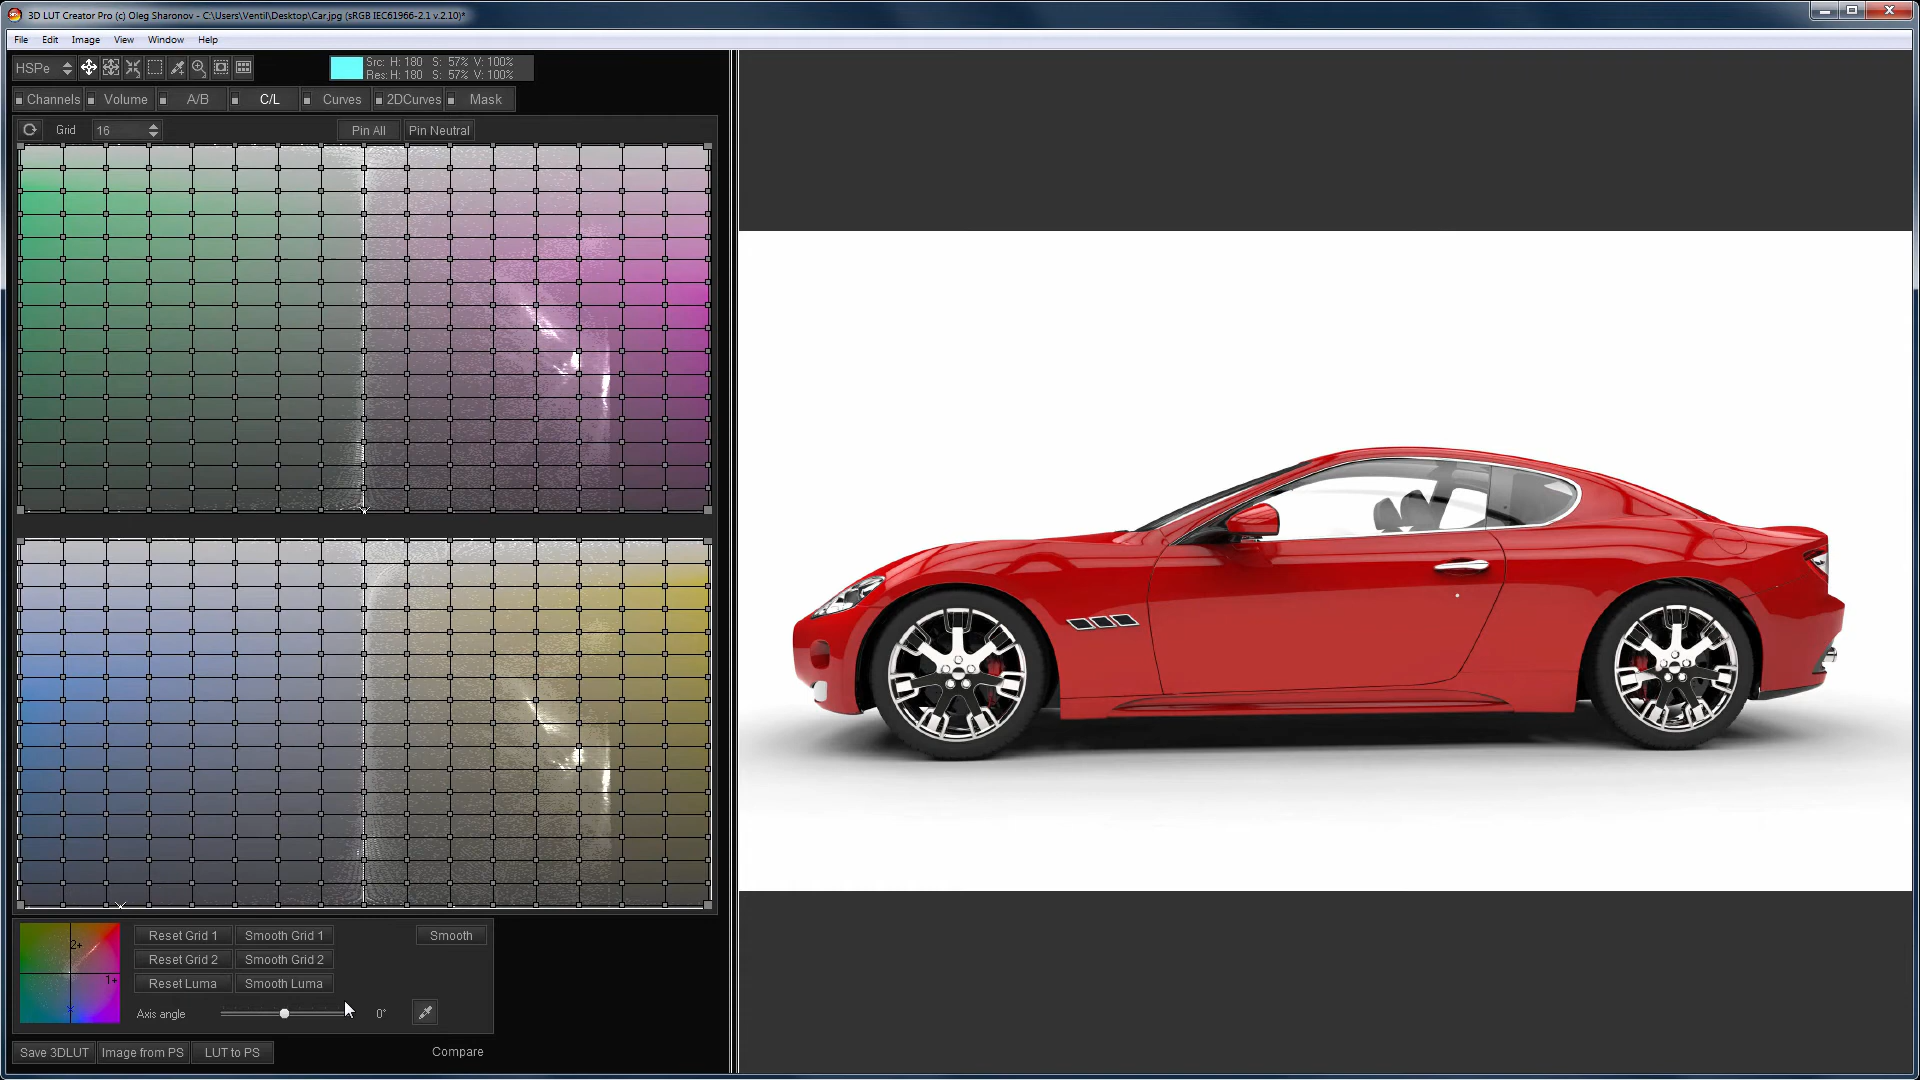 3D LUT Creator Pro (c) Oleg Sharonov - C:\Users\Ventil\Desktop\Car.jpg (sRGB IEC61966-2.1 v.2.10)*
File Edit Image View Window Help
HSPe
Src: H: 180 S: 57% V: 100%
Res: H: 180 S: 57% V: 100%
Channels Volume A/B C/L Curves 2DCurves Mask
Grid 16 Pin All Pin Neutral
2+
1+
Reset Grid 1 Smooth Grid 1 Smooth
Reset Grid 2 Smooth Grid 2
Reset Luma Smooth Luma
Axis angle 0°
Save 3DLUT Image from PS LUT to PS Compare